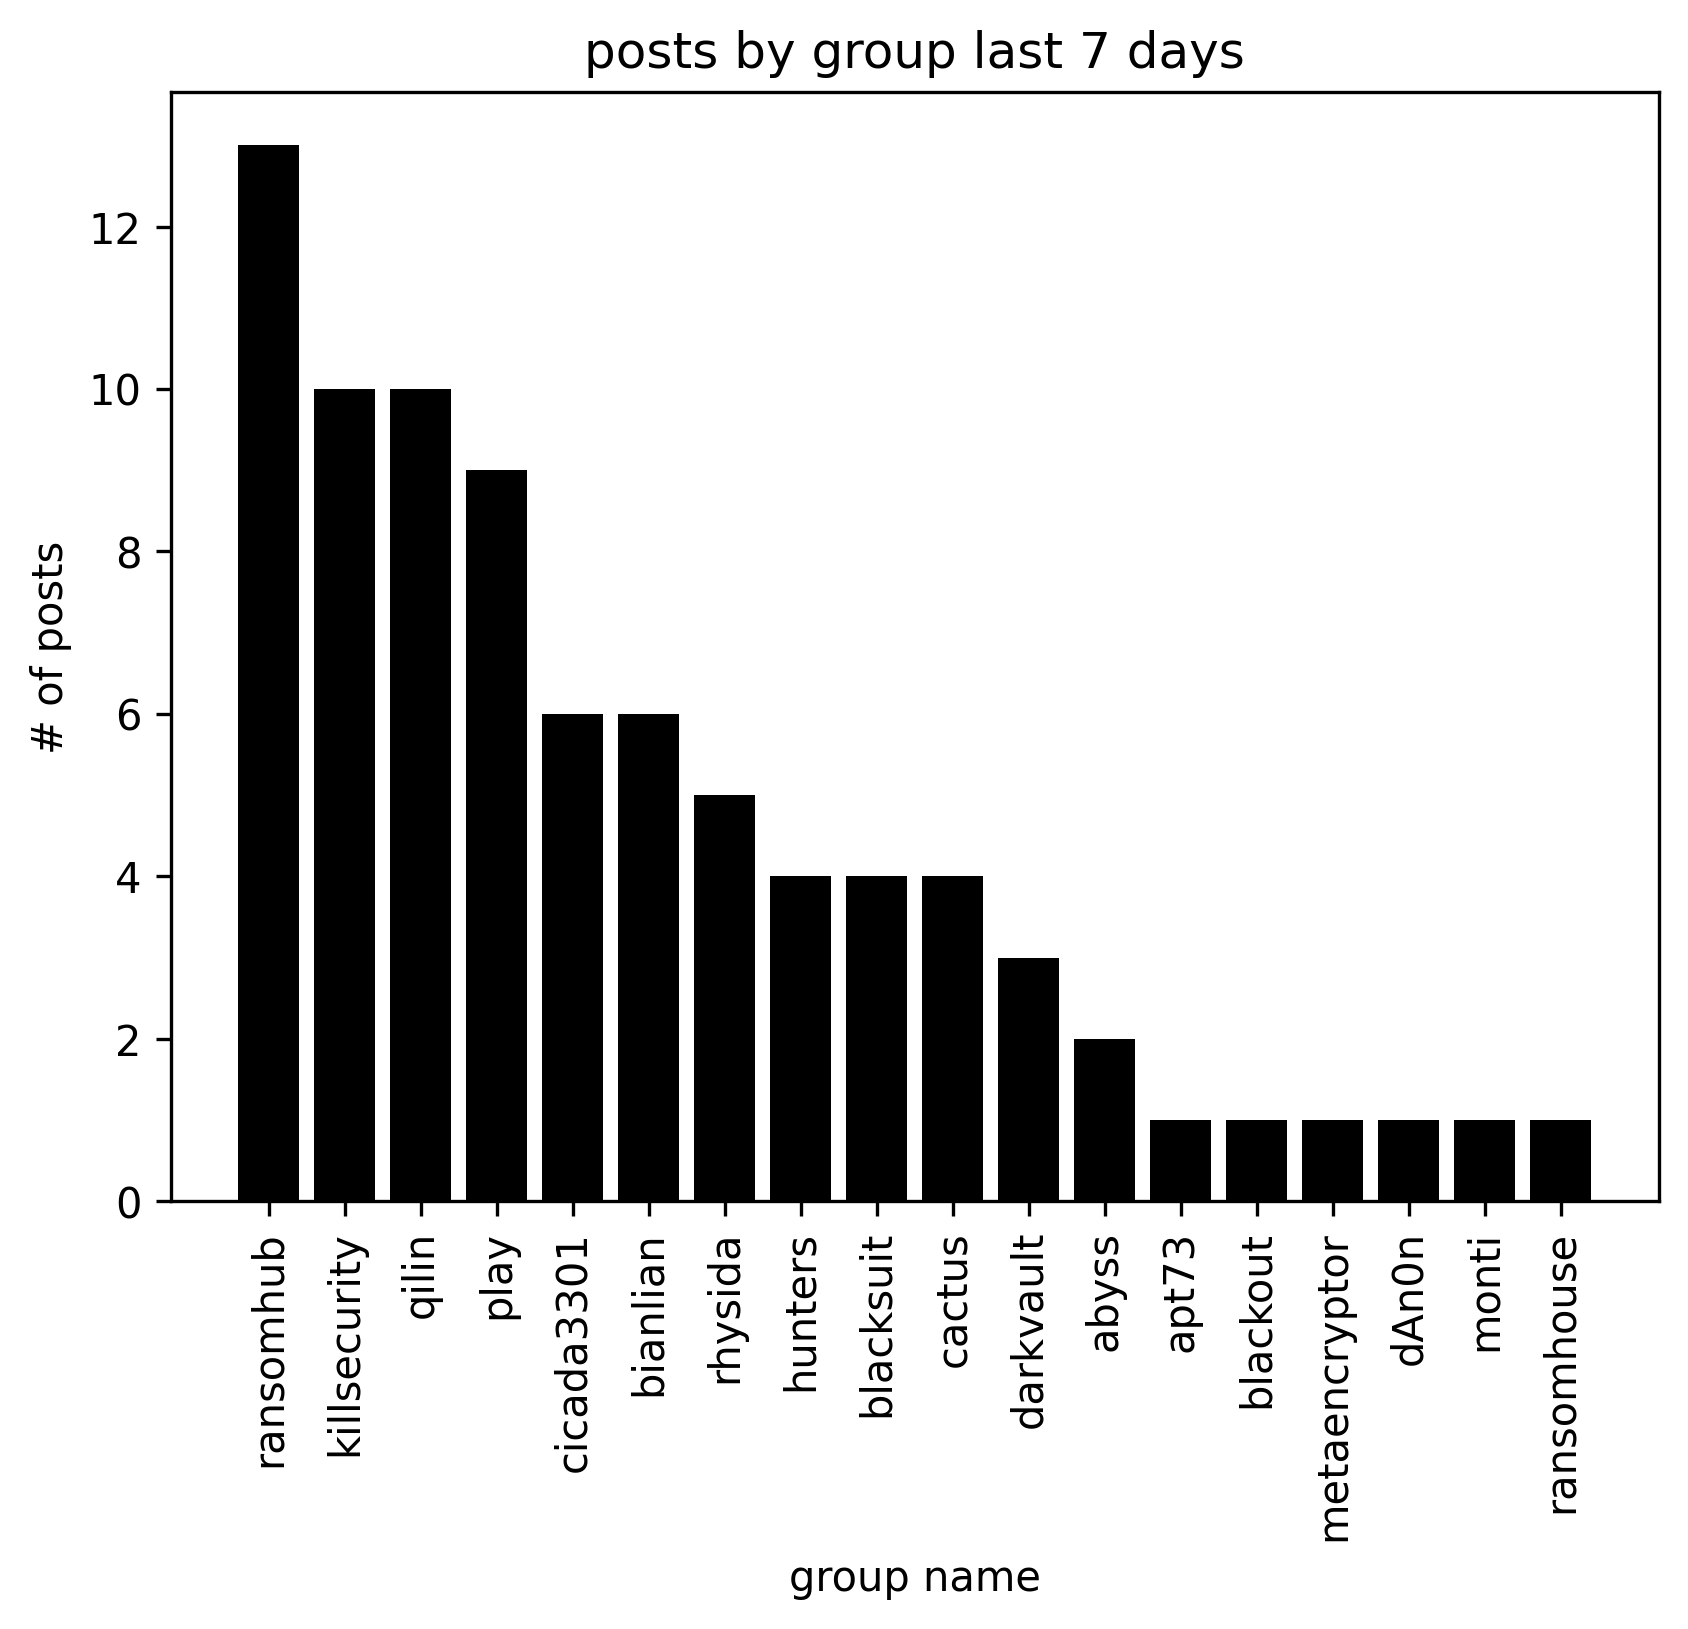 posts by group last 7 days
# of posts
12
10
8
6
4
2
0
ransomhub
killsecurity
qilin
play
cicada3301
bianlian
rhysida
hunters
blacksuit
cactus
darkvault
abyss
apt73
blackout
metaencryptor
dAn0n
monti
ransomhouse
group name